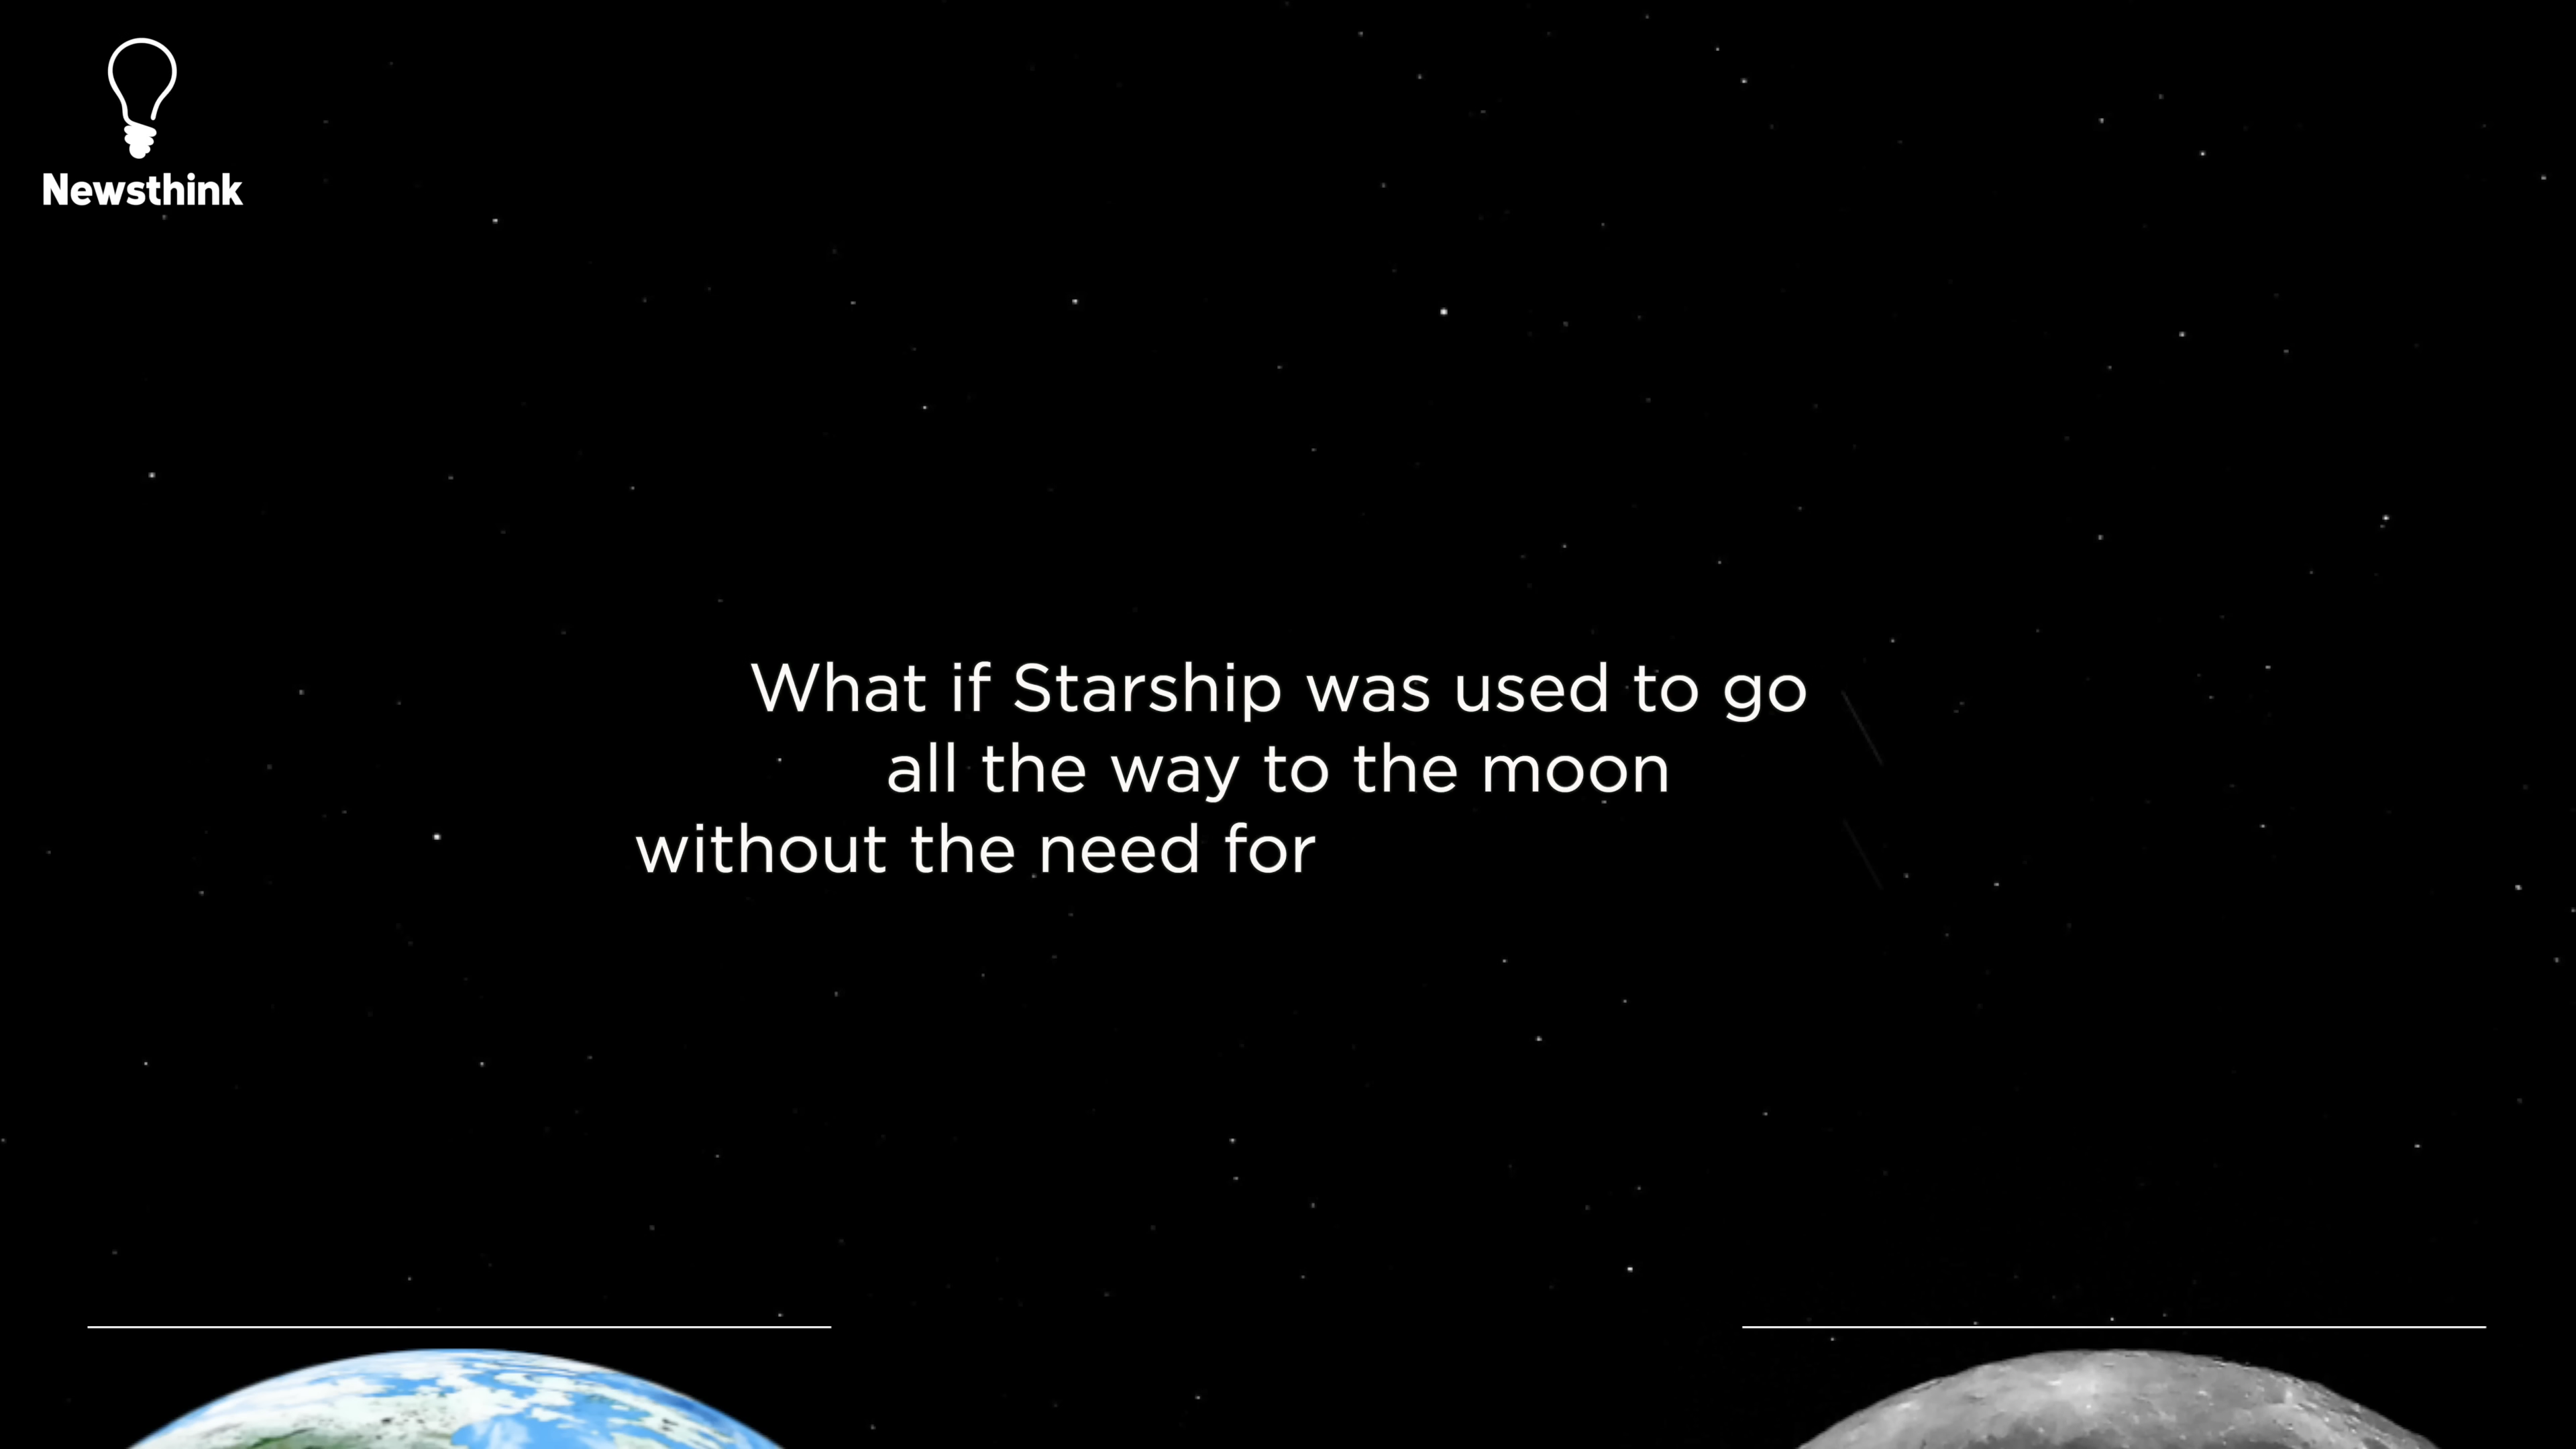 Newsthink
What if Starship was used to go
all the way to the moon
without the need for